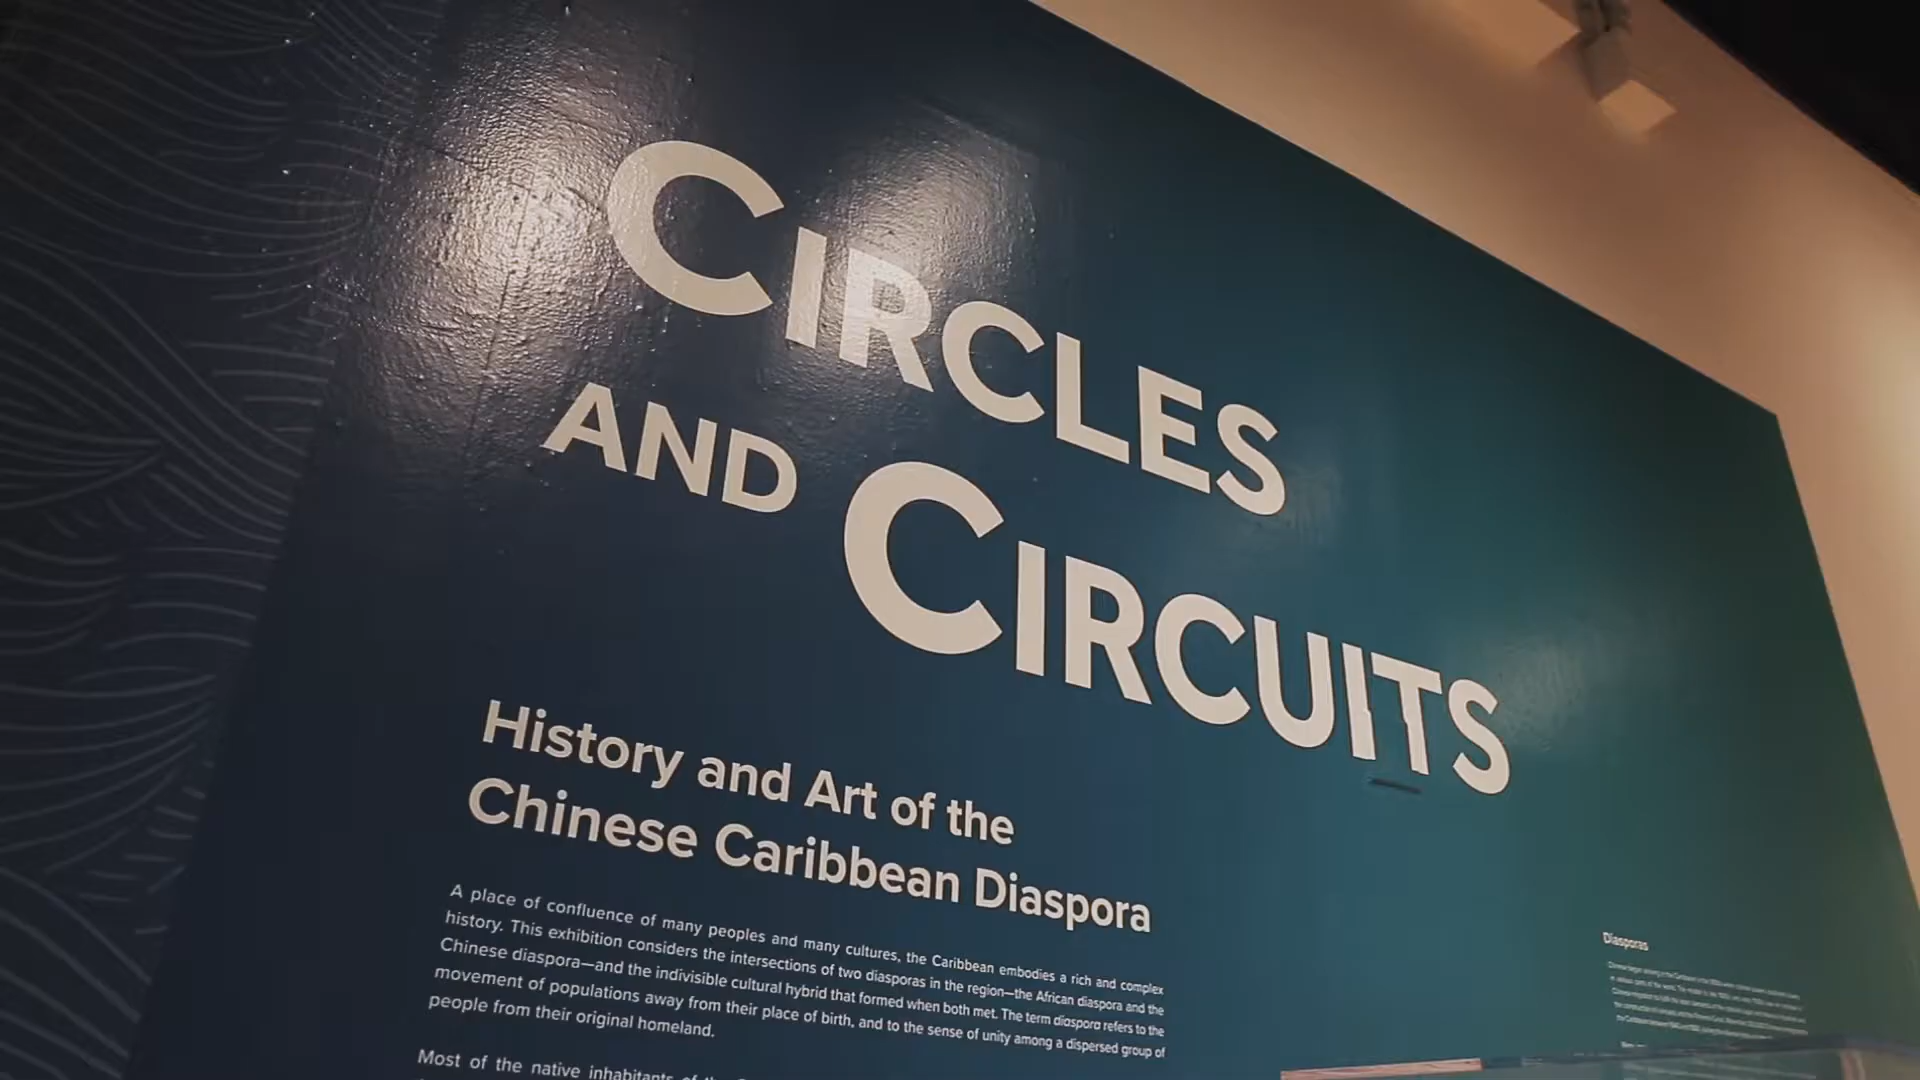 CIRCLES
AND CIRCUITS
History and Art of the
Chinese Caribbean Diaspora
A place of confluence of many peoples and many cultures, the Caribbean embodies a rich and complex
history. This exhibition considers the intersections of two diasporas in the region—the African diaspora and the
Chinese diaspora—and the indivisible cultural hybrid that formed when both met. The term diaspora refers to the
movement of populations away from their place of birth, and to the sense of unity among a dispersed group of
people from their original homeland.
Most of the native inhabitants of
Diasporas